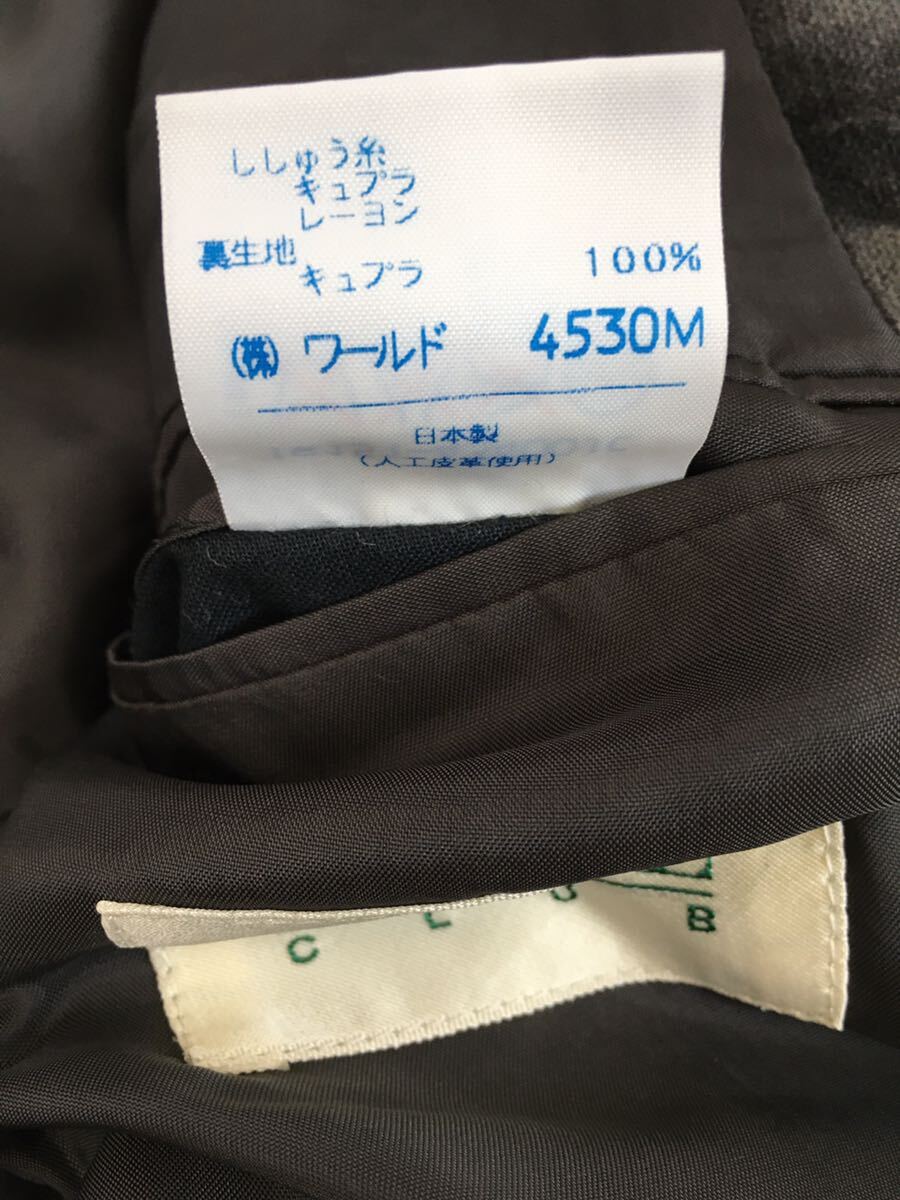 ししゅう糸
キュプラ
レーヨン
裏生地
キュプラ 100%
(株) ワールド 4530M
日本製
(人工皮革使用)
CLUB